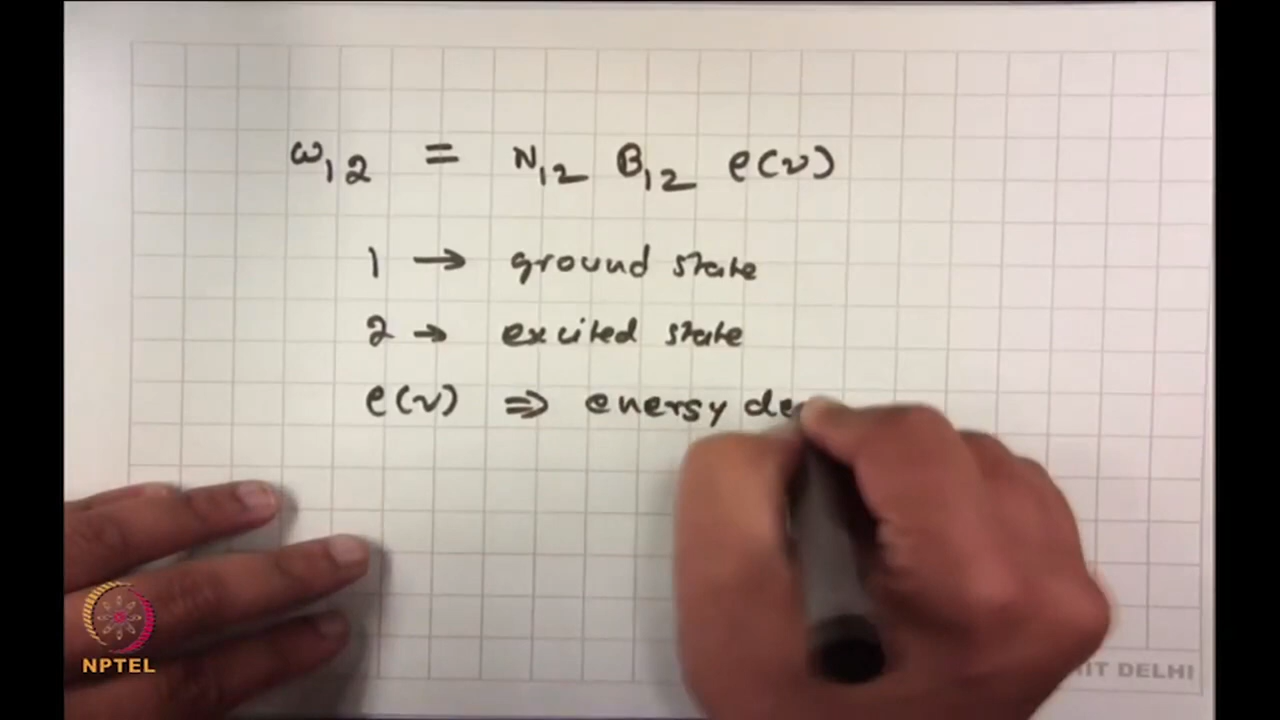 ω₁₂ = N₁₂ B₁₂ ρ(ν)
1 → ground state
2 → excited state
ρ(ν) ⇒ energy de
NPTEL
IIT DELHI